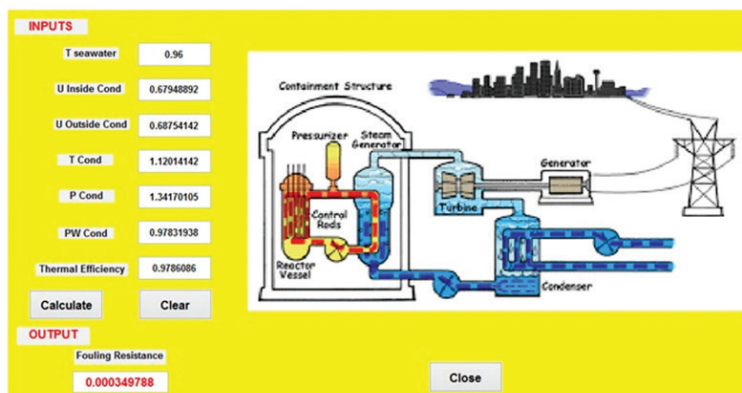 INPUTS
T seawater
0.96
U Inside Cond
0.67948892
U Outside Cond
0.68754142
T Cond
1.12014142
P Cond
1.34170105
PW Cond
0.97831938
Thermal Efficiency
0.9786086
Calculate
Clear
OUTPUT
Fouling Resistance
0.000349788
Close
Containment Structure
Pressurizer
Steam
Generator
Control
Rods
Reactor
Vessel
Turbine
Generator
Condenser